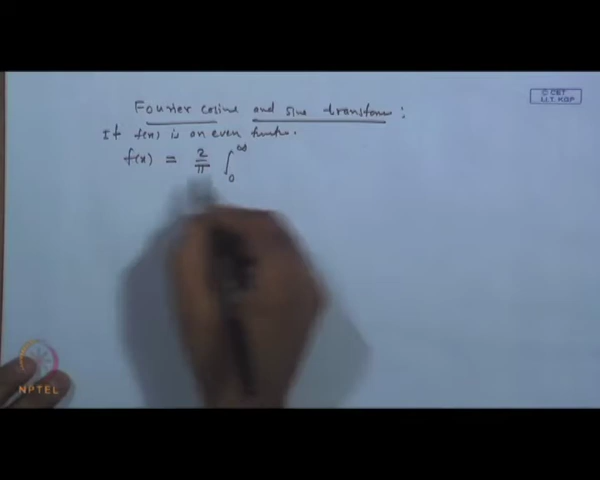 Fourier cosine and sine transforms :
© CET
I.I.T. KGP
If f(x) is an even function.
f(x) = 2/π ∫₀^∞
NPTEL